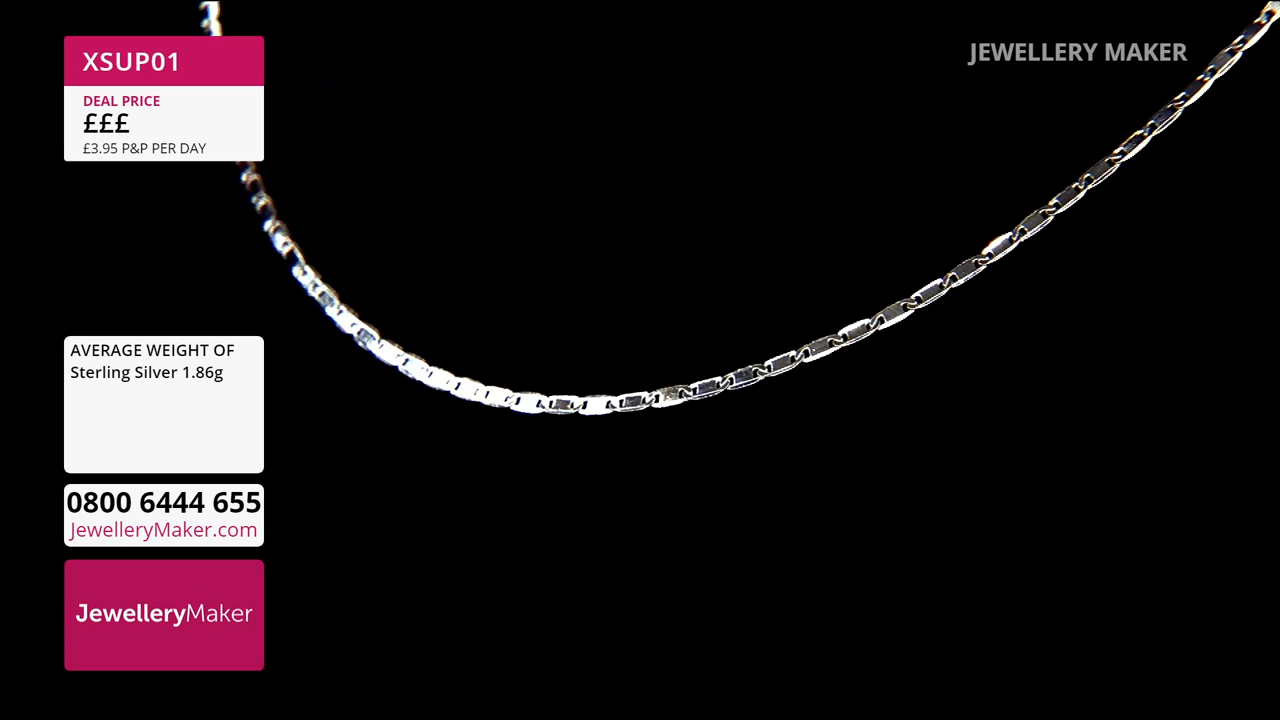 XSUP01
DEAL PRICE
£££
£3.95 P&P PER DAY
JEWELLERY MAKER
AVERAGE WEIGHT OF
Sterling Silver 1.86g
0800 6444 655
JewelleryMaker.com
JewelleryMaker